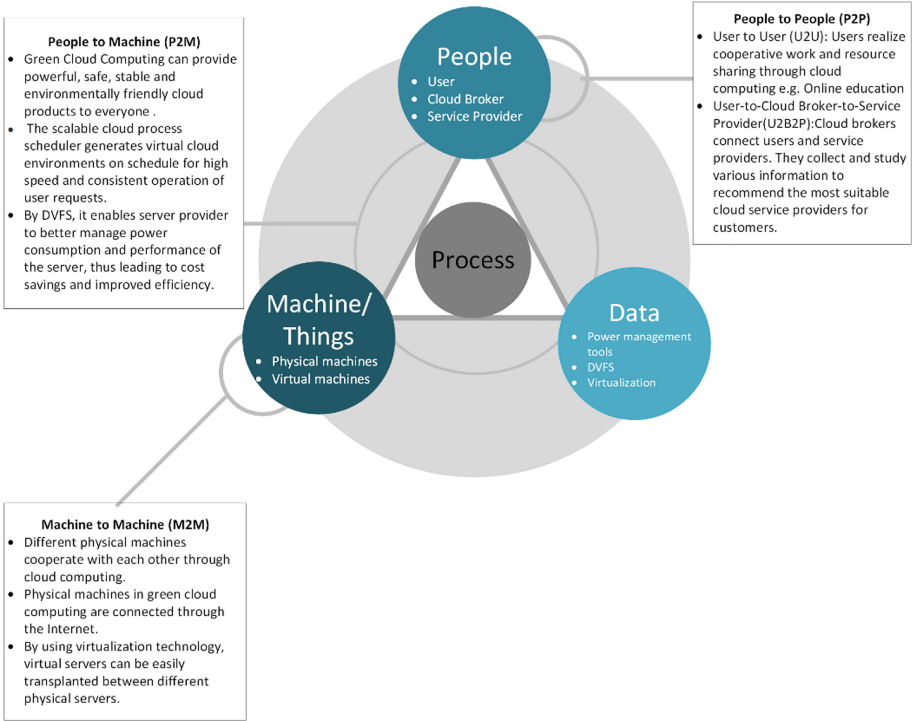 People to Machine (P2M)
• Green Cloud Computing can provide
powerful, safe, stable and
environmentally friendly cloud
products to everyone .
• The scalable cloud process
scheduler generates virtual cloud
environments on schedule for high
speed and consistent operation of
user requests.
• By DVFS, it enables server provider
to better manage power
consumption and performance of
the server, thus leading to cost
savings and improved efficiency.
People
• User
• Cloud Broker
• Service Provider
People to People (P2P)
• User to User (U2U): Users realize
cooperative work and resource
sharing through cloud
computing e.g. Online education
• User-to-Cloud Broker-to-Service
Provider(U2B2P):Cloud brokers
connect users and service
providers. They collect and study
various information to
recommend the most suitable
cloud service providers for
customers.
Process
Machine/
Things
• Physical machines
• Virtual machines
Data
• Power management
tools
• DVFS
• Virtualization
Machine to Machine (M2M)
• Different physical machines
cooperate with each other through
cloud computing.
• Physical machines in green cloud
computing are connected through
the Internet.
• By using virtualization technology,
virtual servers can be easily
transplanted between different
physical servers.